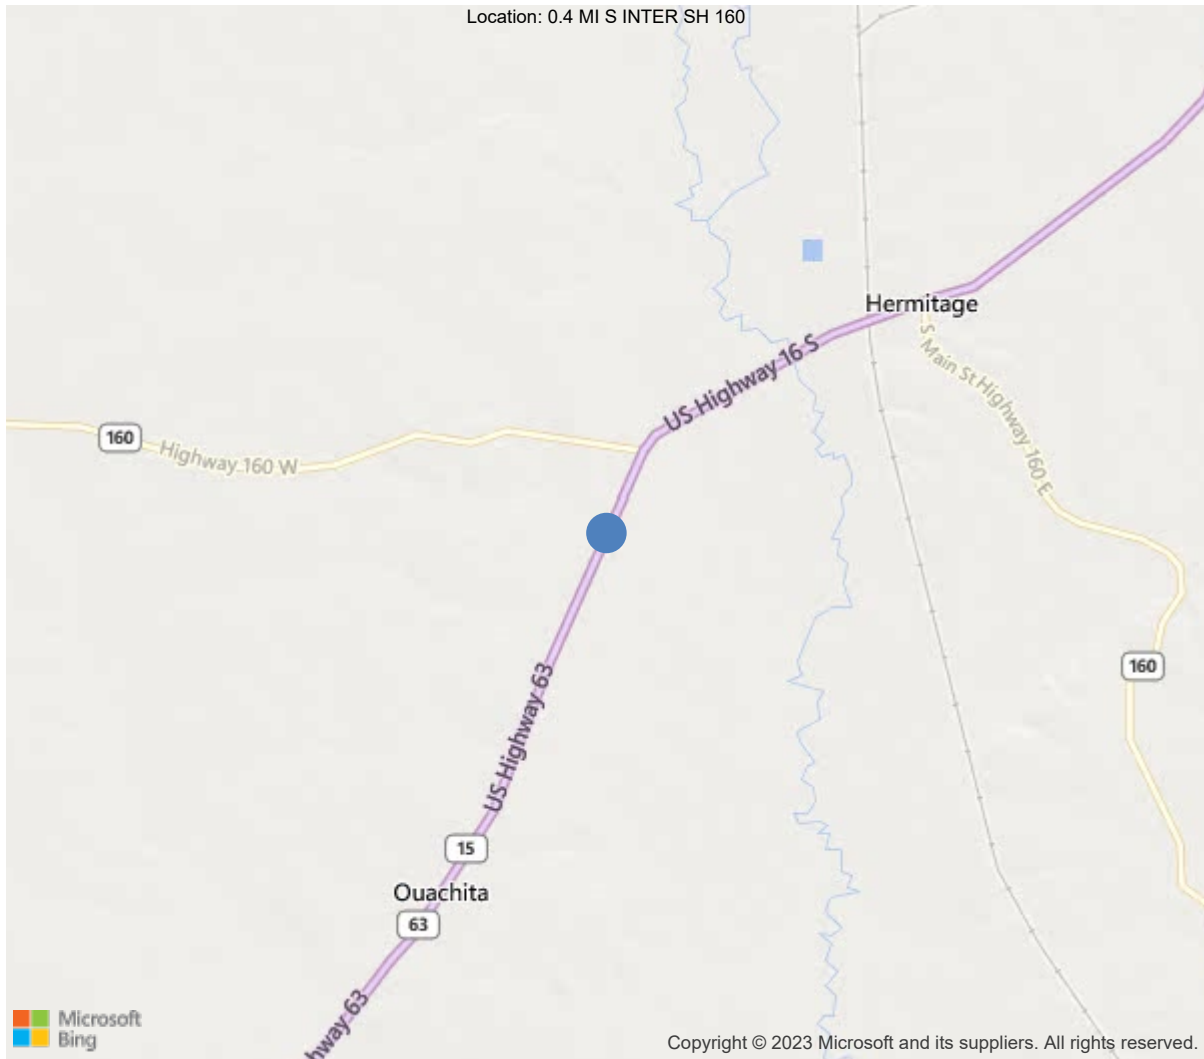 Location: 0.4 MI S INTER SH 160
Hermitage
US Highway 16 S
S Main St Highway 160 E
160
Highway 160 W
160
US Highway 63
15
Ouachita
63
hway 63
Microsoft
Bing
Copyright © 2023 Microsoft and its suppliers. All rights reserved.